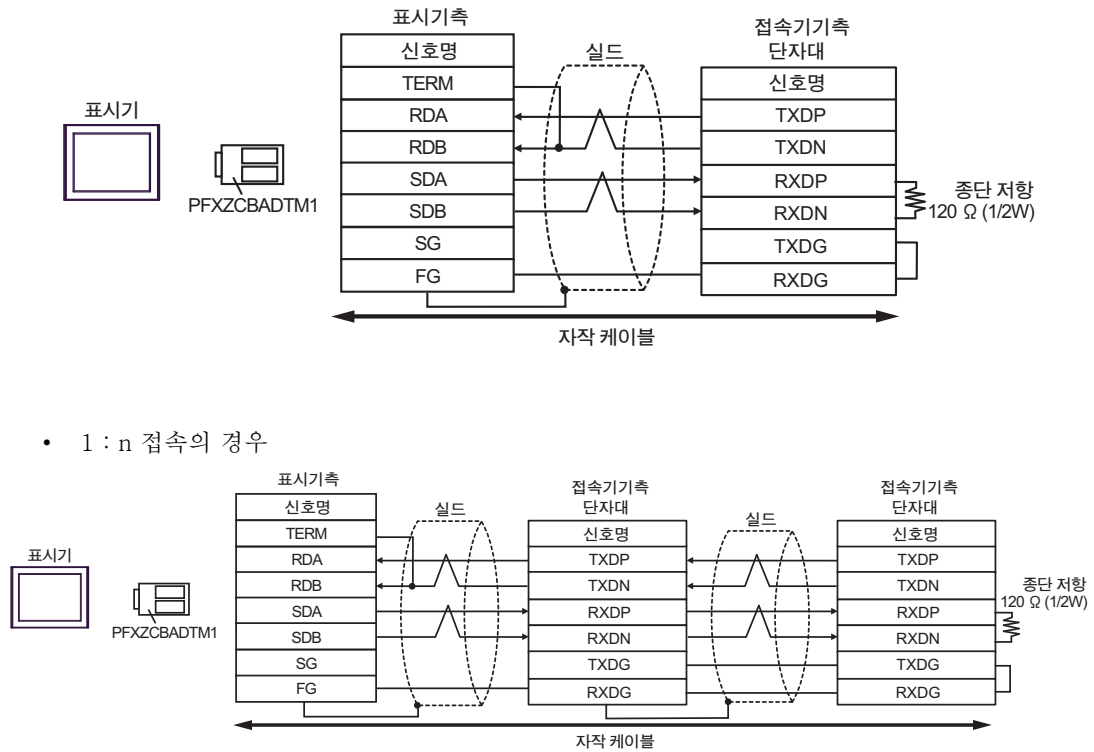 표시기
PFXZCBADTM1
표시기측
신호명
TERM
RDA
RDB
SDA
SDB
SG
FG
실드
접속기기측
단자대
신호명
TXDP
TXDN
RXDP
RXDN
TXDG
RXDG
종단 저항
120 Ω (1/2W)
자작 케이블
• 1 : n 접속의 경우
표시기
PFXZCBADTM1
표시기측
신호명
TERM
RDA
RDB
SDA
SDB
SG
FG
실드
접속기기측
단자대
신호명
TXDP
TXDN
RXDP
RXDN
TXDG
RXDG
실드
접속기기측
단자대
신호명
TXDP
TXDN
RXDP
RXDN
TXDG
RXDG
종단 저항
120 Ω (1/2W)
자작 케이블